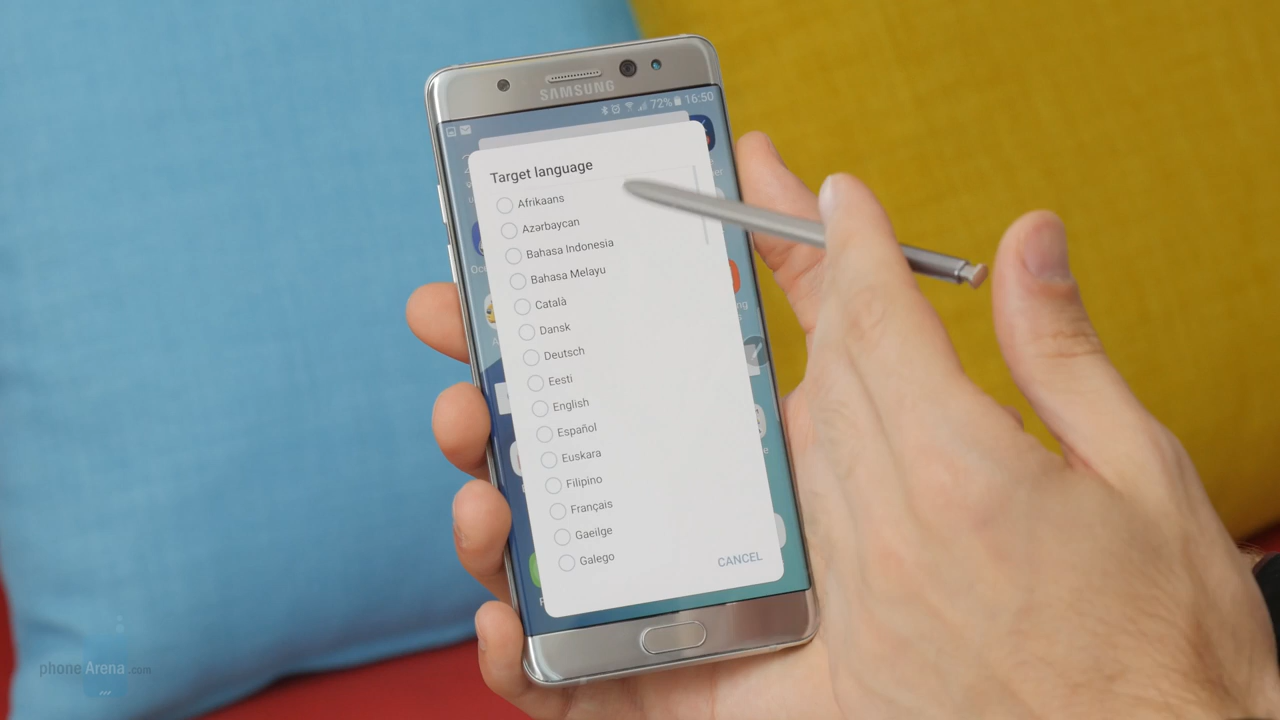 SAMSUNG
72% 16:50
Target language
Afrikaans
Azərbaycan
Bahasa Indonesia
Bahasa Melayu
Català
Dansk
Deutsch
Eesti
English
Español
Euskara
Filipino
Français
Gaeilge
Galego
CANCEL
phoneArena.com